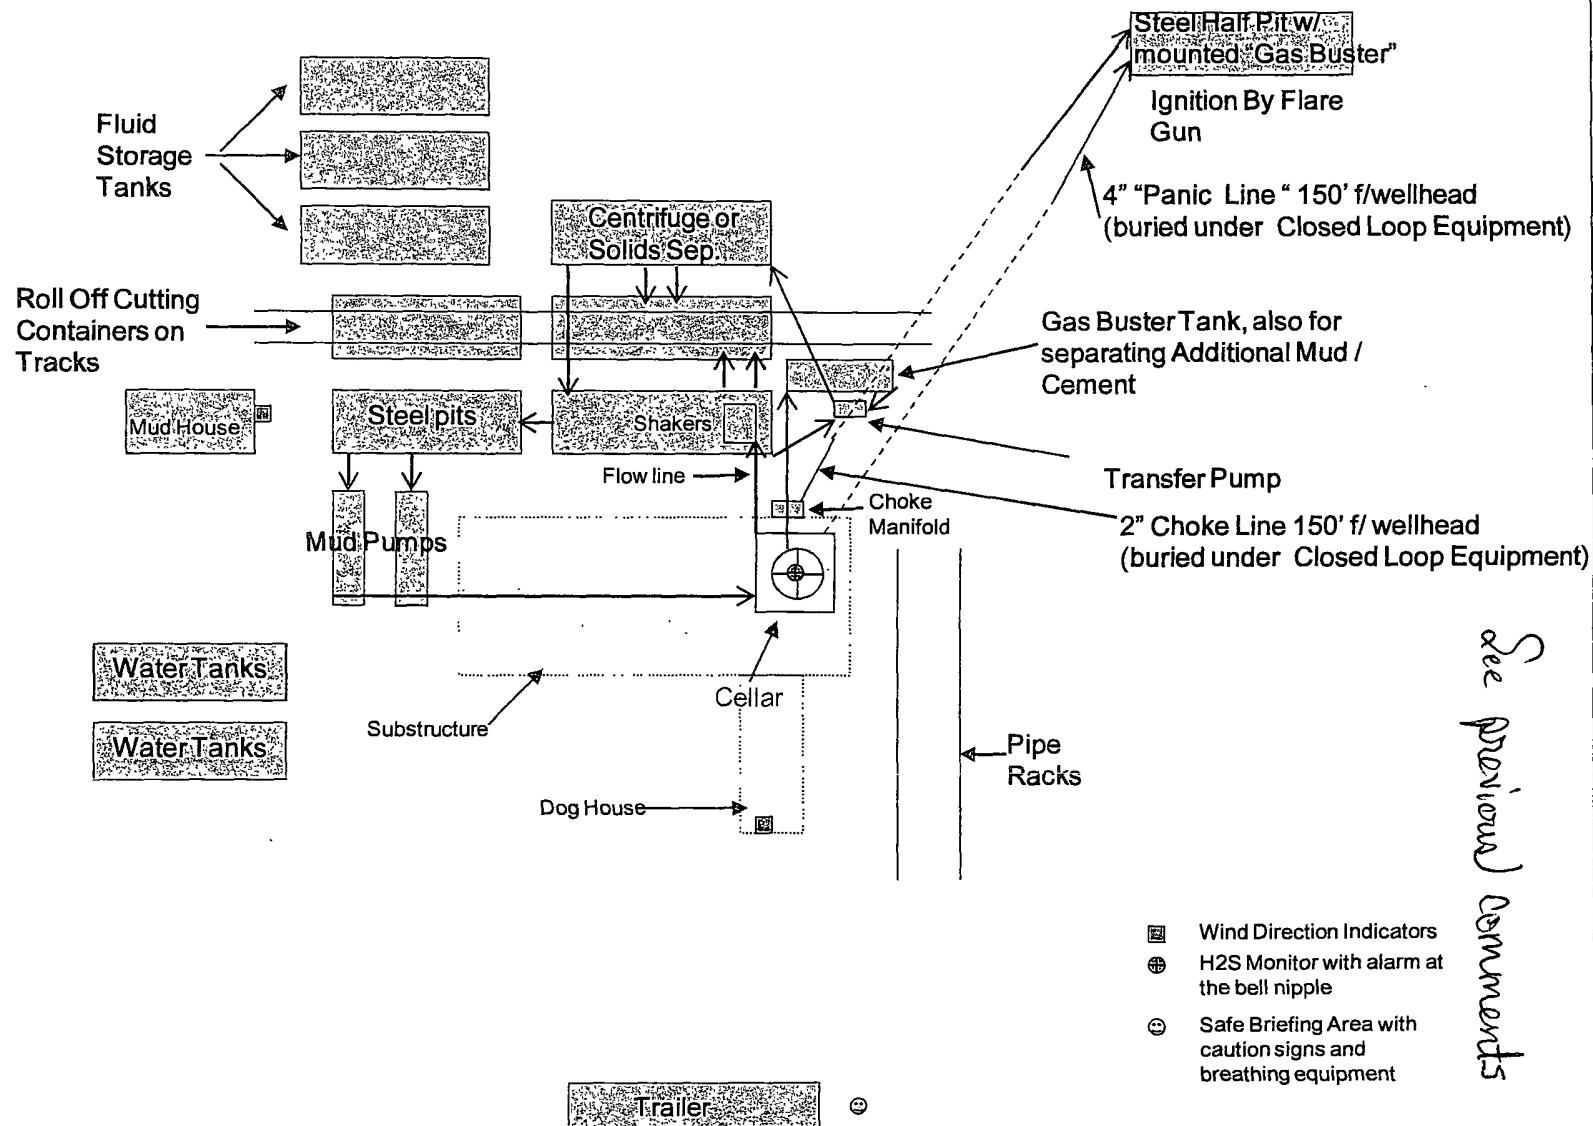 Steel Half Pit w/
mounted "Gas Buster"
Ignition By Flare
Gun
Fluid
Storage
Tanks
4" "Panic Line " 150' f/wellhead
(buried under Closed Loop Equipment)
Centrifuge or
Solids Sep.
Roll Off Cutting
Containers on
Tracks
Gas Buster Tank, also for
separating Additional Mud /
Cement
Mud House
Steel pits
Shakers
Flow line
Transfer Pump
Choke
Manifold
2" Choke Line 150' f/ wellhead
(buried under Closed Loop Equipment)
Mud Pumps
Water Tanks
Cellar
Substructure
Water Tanks
Pipe
Racks
Dog House
See previous comments
Wind Direction Indicators
H2S Monitor with alarm at
the bell nipple
Safe Briefing Area with
caution signs and
breathing equipment
Trailer